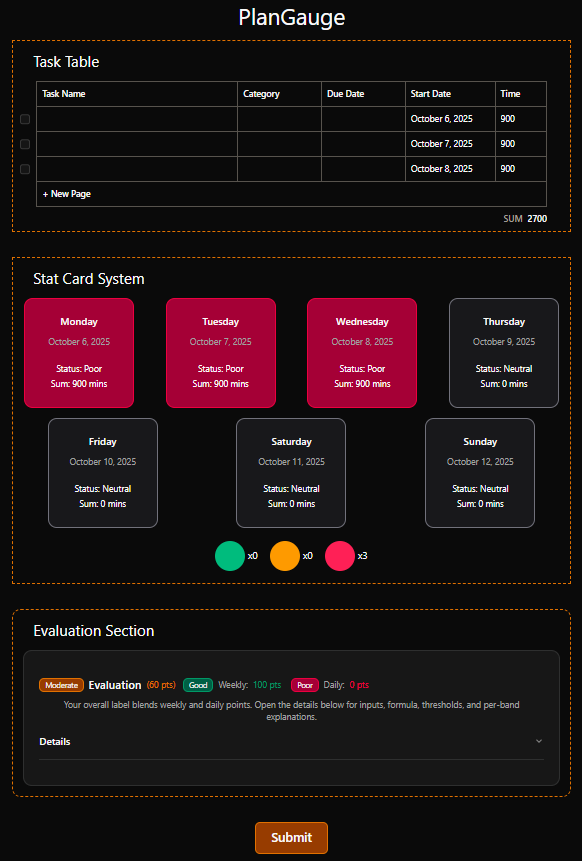 PlanGauge
Task Table
Task Name Category Due Date Start Date Time
October 6, 2025 900
October 7, 2025 900
October 8, 2025 900
+ New Page
SUM 2700
Stat Card System
Monday
October 6, 2025
Status: Poor
Sum: 900 mins
Tuesday
October 7, 2025
Status: Poor
Sum: 900 mins
Wednesday
October 8, 2025
Status: Poor
Sum: 900 mins
Thursday
October 9, 2025
Status: Neutral
Sum: 0 mins
Friday
October 10, 2025
Status: Neutral
Sum: 0 mins
Saturday
October 11, 2025
Status: Neutral
Sum: 0 mins
Sunday
October 12, 2025
Status: Neutral
Sum: 0 mins
x0 x0 x3
Evaluation Section
Moderate Evaluation (60 pts) Good Weekly: 100 pts Poor Daily: 0 pts
Your overall label blends weekly and daily points. Open the details below for inputs, formula, thresholds, and per-band
explanations.
Details
Submit